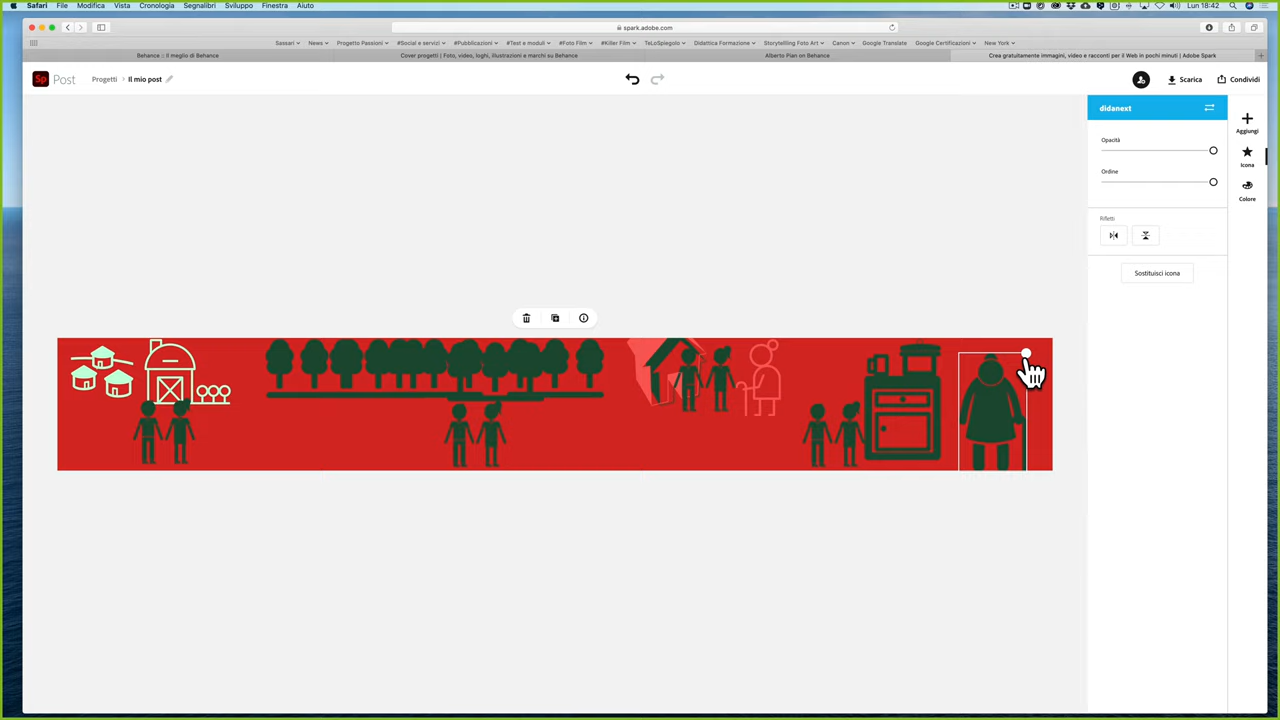 Safari File Modifica Vista Cronologia Segnalibri Sviluppo Finestra Aiuto Lun 18:42
spark.adobe.com
Sassari News Progetto Passioni #Social e servizi #Pubblicazioni #Test e moduli #Foto Film #Killer Film TeLoSpiegolo Didattica Formazione Storytelling Foto Art Canon Google Translate Google Certificazioni New York
Behance :: Il meglio di Behance Cover progetti | Foto, video, loghi, illustrazioni e marchi su Behance Alberto Pian on Behance Crea gratuitamente immagini, video e racconti per il Web in pochi minuti | Adobe Spark
Sp Post Progetti Il mio post Scarica Condividi
didanext
Aggiungi
Opacità
Icona
Ordine
Colore
Rifletti
Sostituisci icona